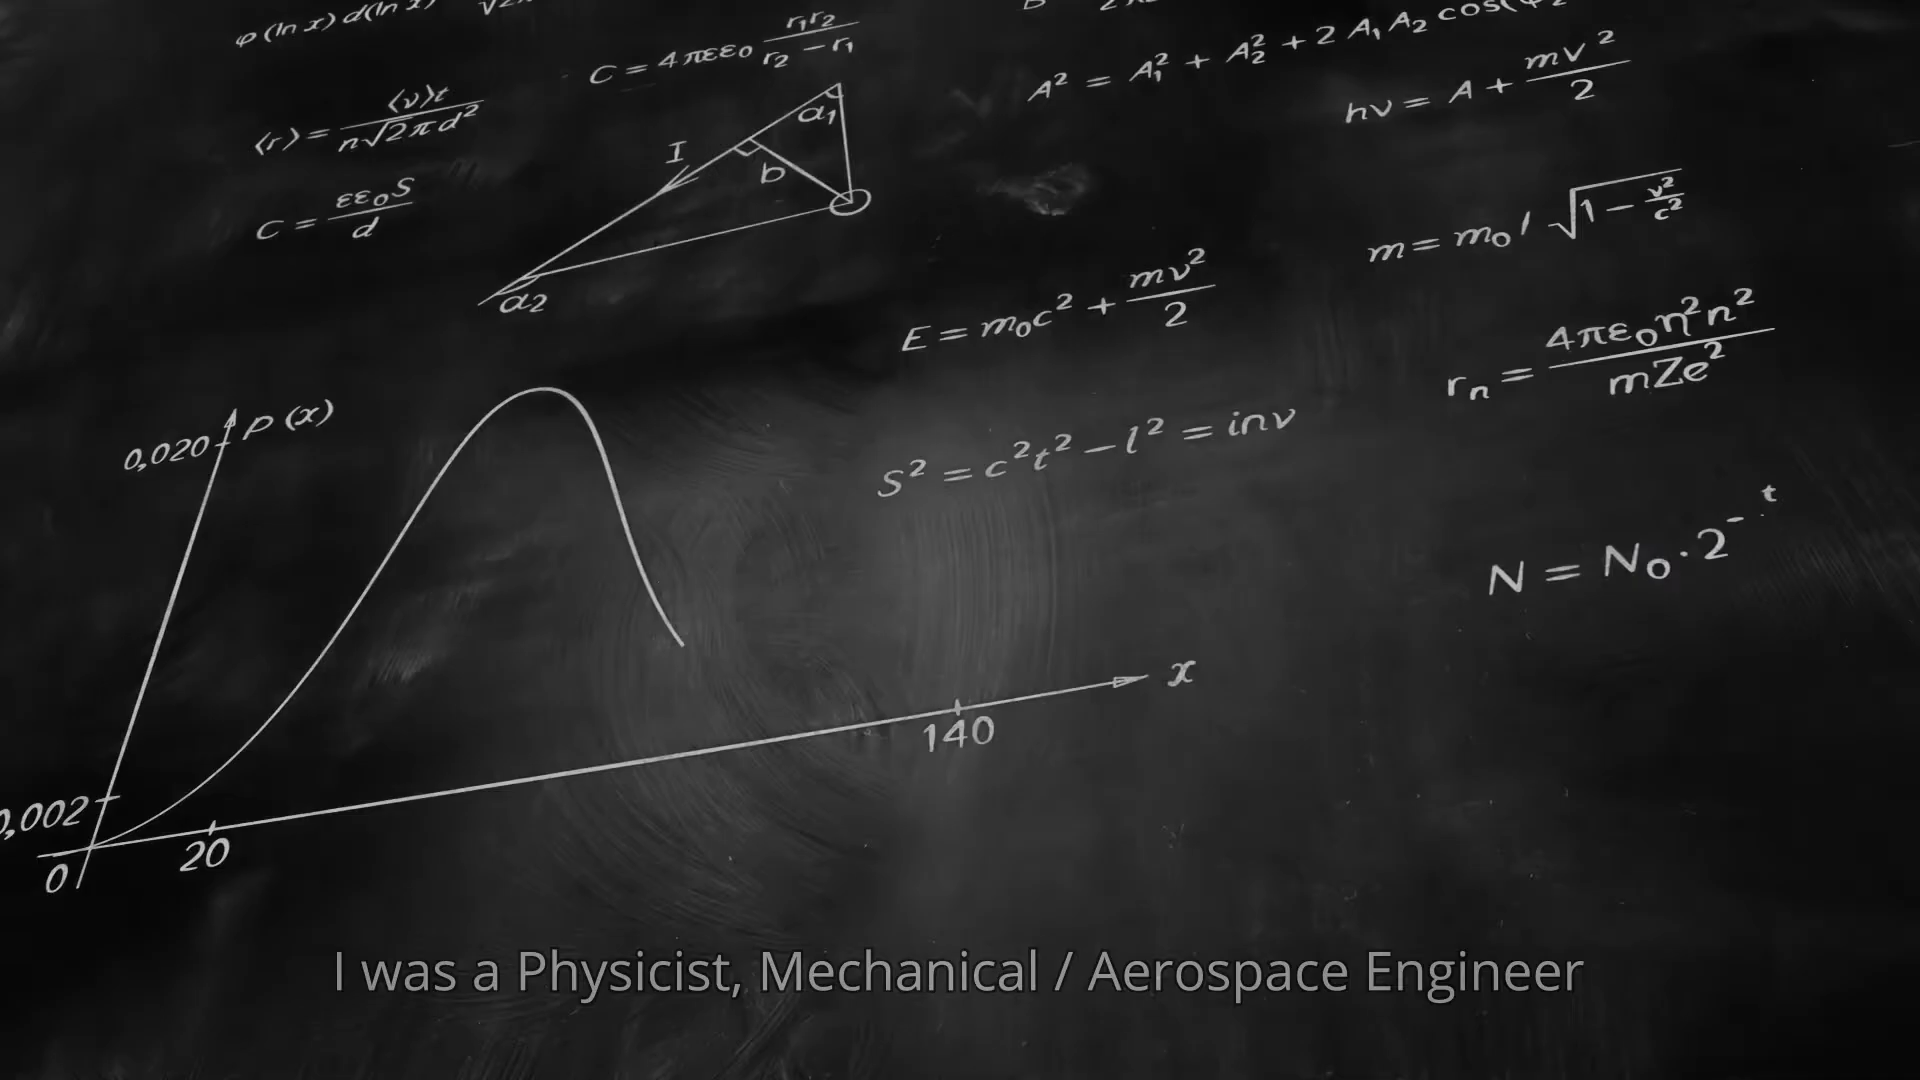 φ(ln x) d(ln x)
C = 4πεε₀ r₁r₂ / (r₂ − r₁)
A² = A₁² + A₂² + 2 A₁ A₂ cos(φ₂
hν = A + mv² / 2
⟨r⟩ = ⟨ν⟩t / n√2πd²
a₁
I
b
C = εε₀S / d
a₂
m = m₀ / √(1 − v²/c²)
E = m₀c² + mv² / 2
rₙ = 4πε₀η²n² / mZe²
0,020
P(x)
S² = c²t² − l² = inv
N = N₀·2⁻ ᵗ
x
140
0,002
20
0
I was a Physicist, Mechanical / Aerospace Engineer